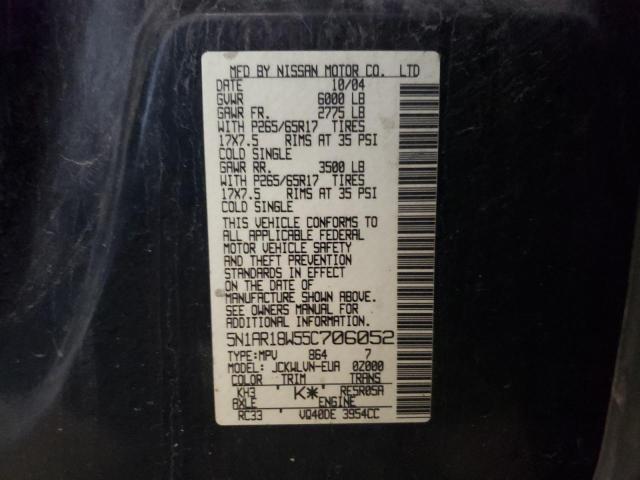 MFD BY NISSAN MOTOR CO. LTD
DATE 10/04
GVWR 6000 LB
GAWR FR. 2775 LB
WITH P265/65R17 TIRES
17X7.5 RIMS AT 35 PSI
COLD SINGLE
GAWR RR. 3500 LB
WITH P265/65R17 TIRES
17X7.5 RIMS AT 35 PSI
COLD SINGLE
THIS VEHICLE CONFORMS TO
ALL APPLICABLE FEDERAL
MOTOR VEHICLE SAFETY
AND THEFT PREVENTION
STANDARDS IN EFFECT
ON THE DATE OF
MANUFACTURE SHOWN ABOVE.
SEE OWNERS MANUAL FOR
ADDITIONAL INFORMATION
5N1AR18W55C706052
TYPE:MPV 864 7
MODEL: JCKWLVN-EUA 0Z000
COLOR TRIM TRANS
KH3 K* RE5R05A
AXLE ENGINE
RC33 VQ40DE 3954CC